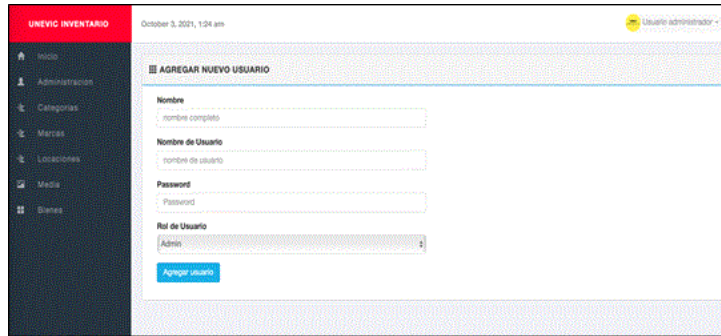 UNEVIC INVENTARIO
October 3, 2021, 1:24 am
Usuario administrador
Inicio
Administracion
Categorias
Marcas
Locaciones
Media
Bienes
AGREGAR NUEVO USUARIO
Nombre
nombre completo
Nombre de Usuario
nombre de usuario
Password
Password
Rol de Usuario
Admin
Agregar usuario